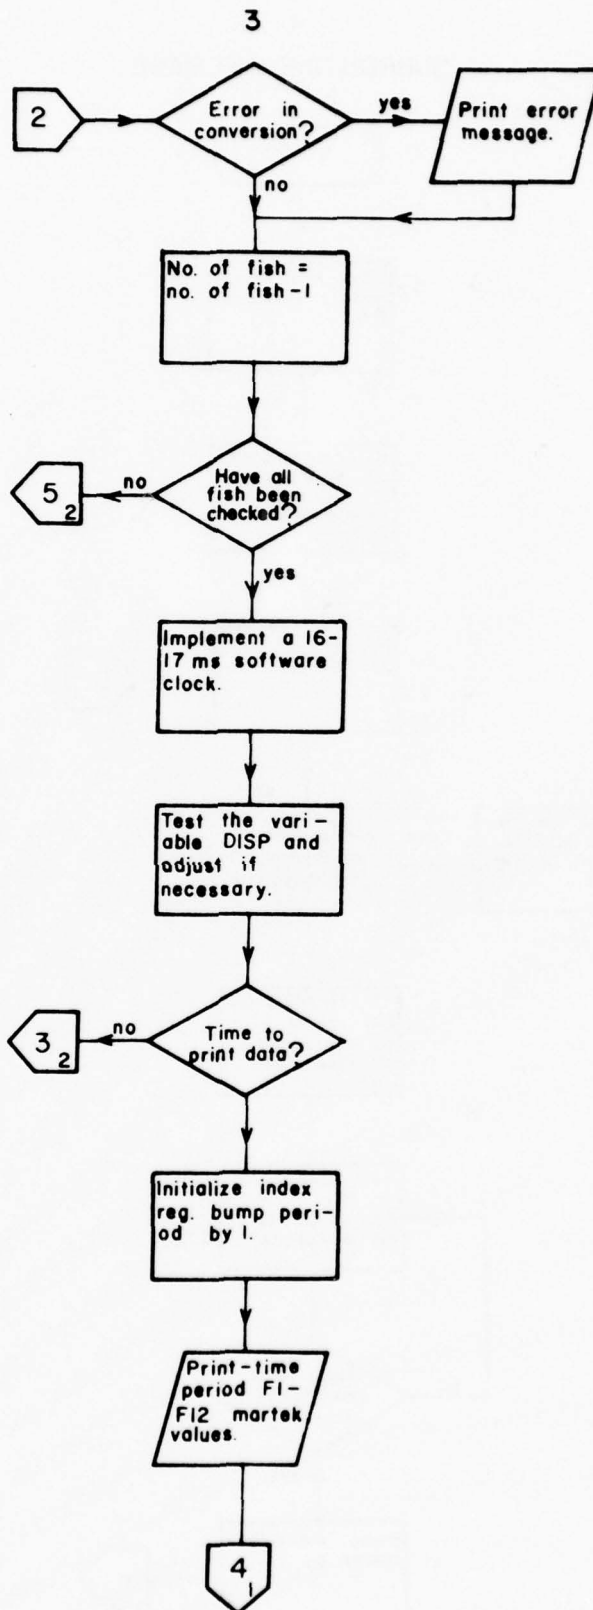 3
2
Error in
conversion?
yes
Print error
message.
no
No. of fish =
no. of fish-1
Have all
fish been
checked?
no
5 2
yes
Implement a 16-
17 ms software
clock.
Test the vari-
able DISP and
adjust if
necessary.
Time to
print data?
no
3 2
Initialize index
reg. bump peri-
od by 1.
Print-time
period F1-
F12 martek
values.
4 1